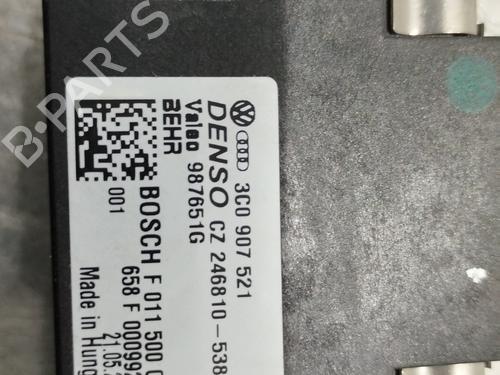 3C0 907 521
DENSO CZ 246810-538
Valeo 987651G
BEHR
001
BOSCH F 011 500
658 F 00099
21.05.
Made in Hung
B-PARTS